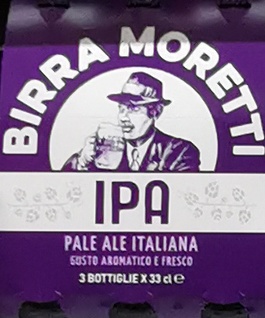 BIRRA MORETTI
IPA
PALE ALE ITALIANA
GUSTO AROMATICO E FRESCO
3 BOTTIGLIE X 33 cl ℮